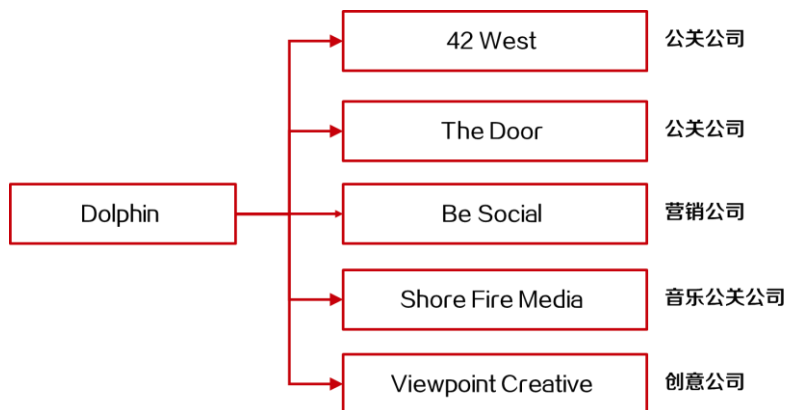 42 West
公关公司
The Door
公关公司
Dolphin
Be Social
营销公司
Shore Fire Media
音乐公关公司
Viewpoint Creative
创意公司